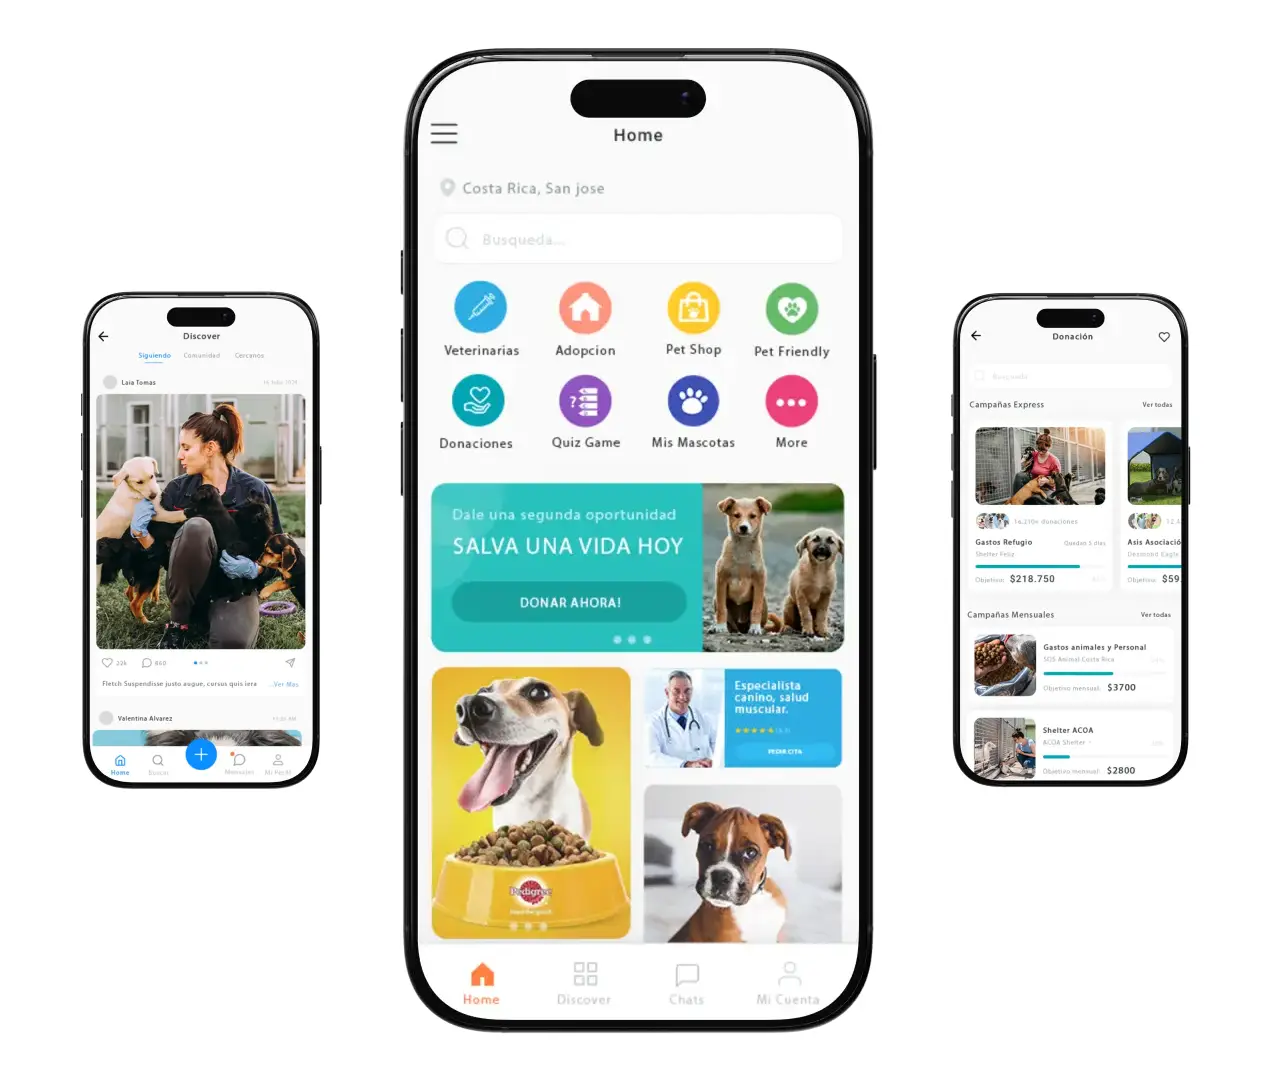 Discover
Siguiendo Comunidad Cercanos
Laia Tomas
22k 860
Fletch Suspendisse justo augue, cursus quis iera ...Ver Mas
Valentina Alvarez
Home Buscar Mensajes Mi Perfil
Home
Costa Rica, San jose
Busqueda...
Veterinarias Adopcion Pet Shop Pet Friendly
Donaciones Quiz Game Mis Mascotas More
Dale una segunda oportunidad
SALVA UNA VIDA HOY
DONAR AHORA!
Pedigree
Especialista
canino, salud
muscular.
PEDIR CITA
Home Discover Chats Mi Cuenta
Donación
Busqueda
Campañas Express Ver todas
16,210+ donaciones
Gastos Refugio Quedan 5 días
Shelter Feliz
Objetivo: $218.750
Asis Asociació
Desmond Eagle
Objetivo: $59
Campañas Mensuales Ver todas
Gastos animales y Personal
SOS Animal Costa Rica
Objetivo mensual: $3700
Shelter ACOA
ACOA Shelter
Objetivo mensual: $2800